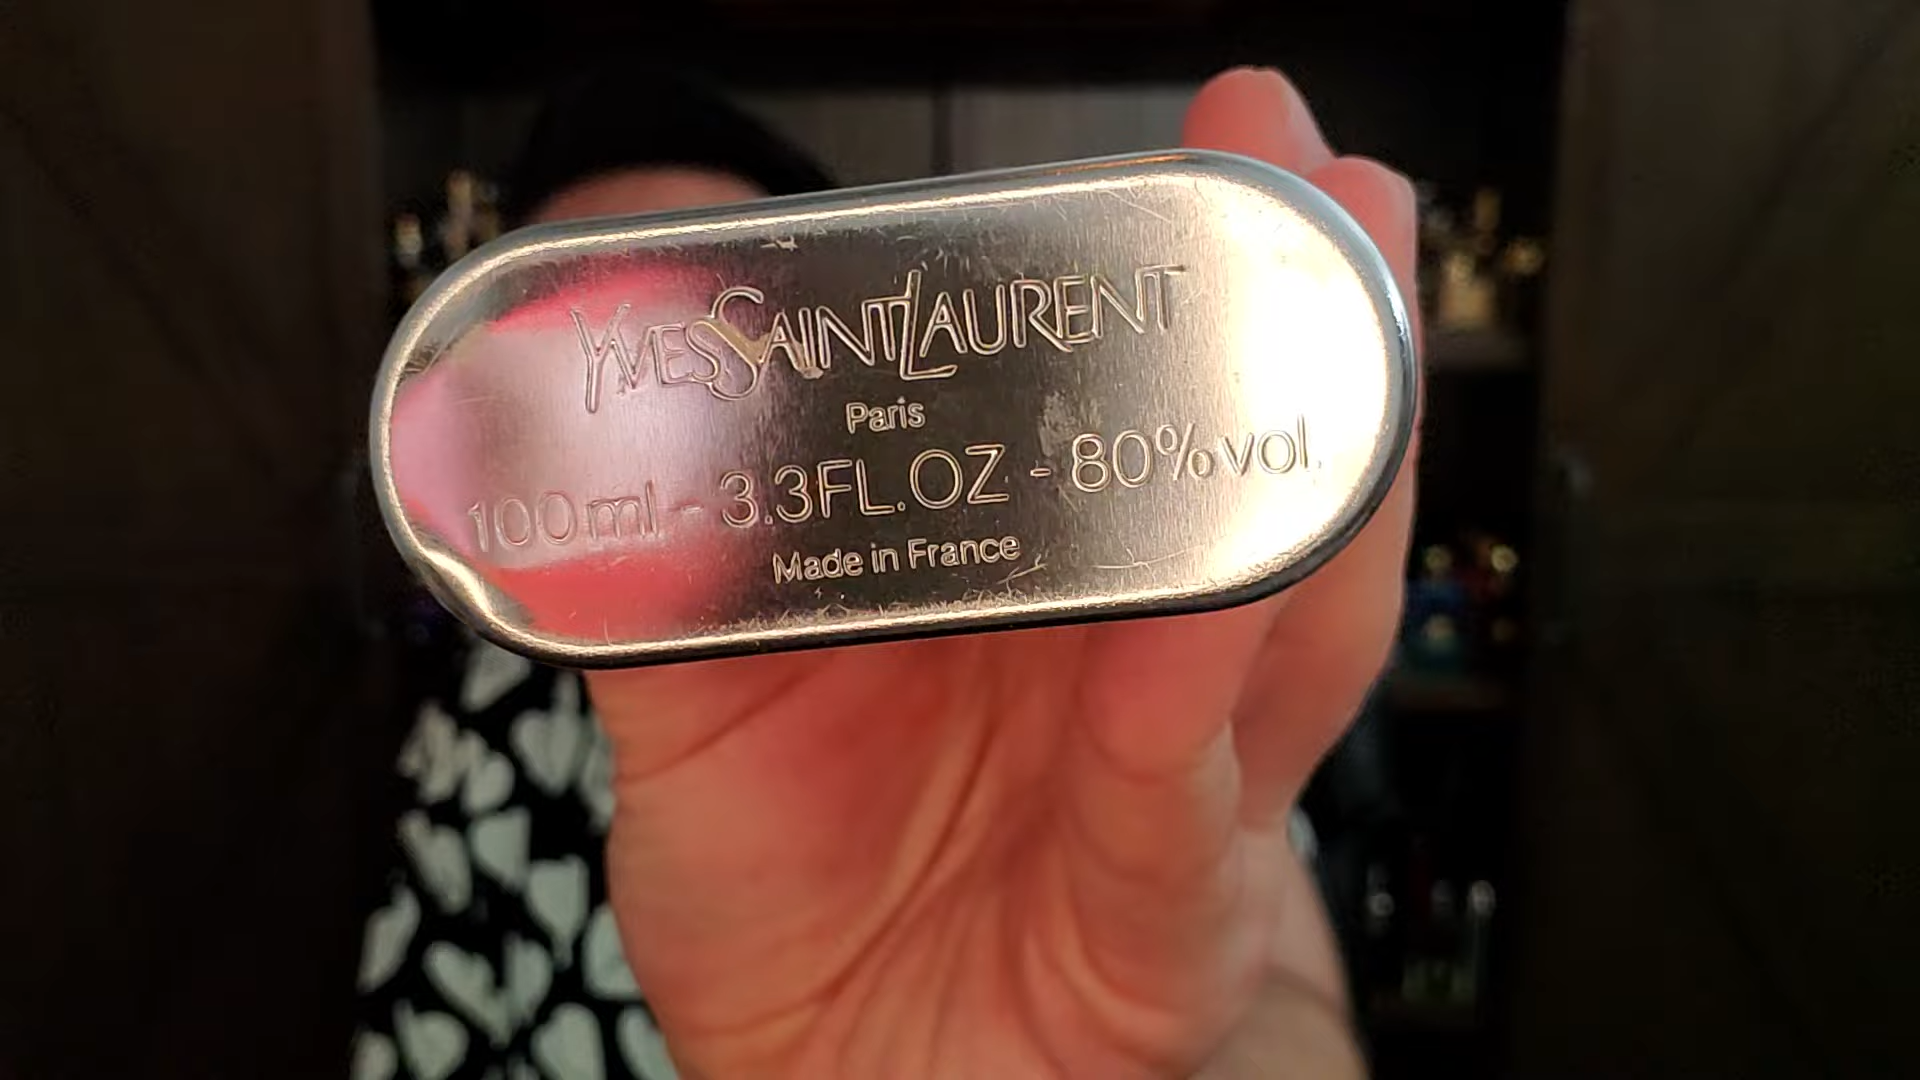 YVESSAINTLAURENT
Paris
100ml - 3.3FL.OZ - 80%vol.
Made in France